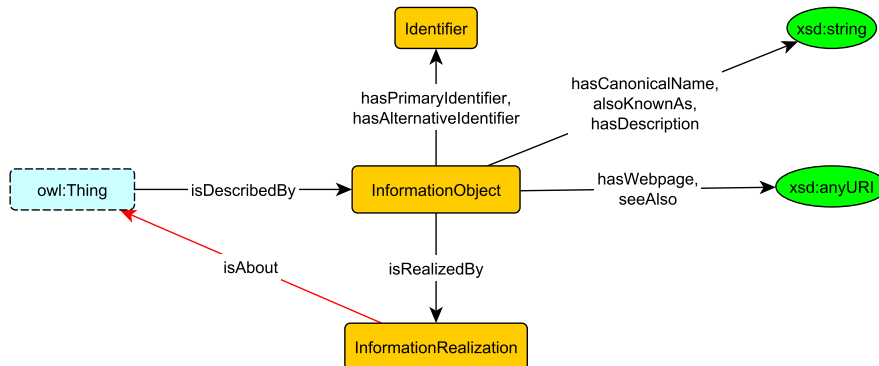 Identifier
xsd:string
hasPrimaryIdentifier,
hasAlternativeIdentifier
hasCanonicalName,
alsoKnownAs,
hasDescription
owl:Thing
isDescribedBy
InformationObject
hasWebpage,
seeAlso
xsd:anyURI
isAbout
isRealizedBy
InformationRealization